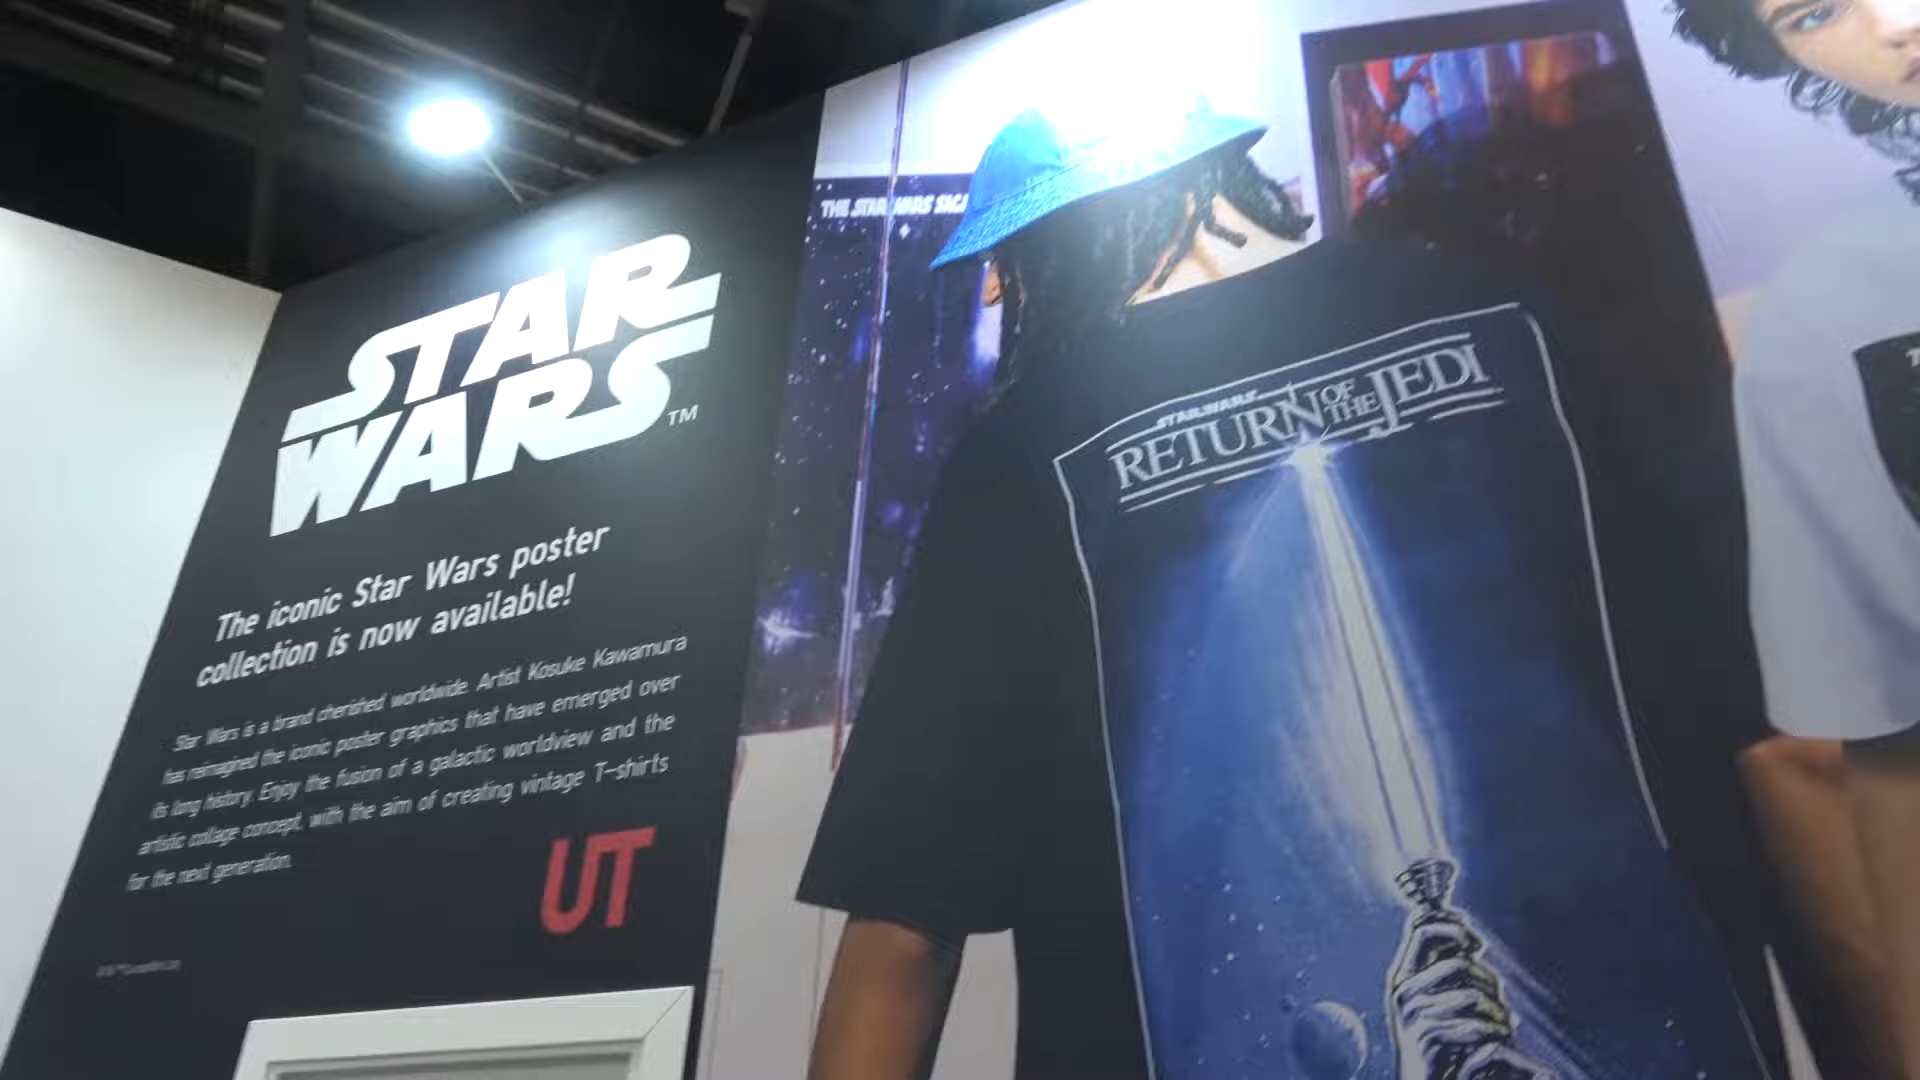 STAR
WARS™
The iconic Star Wars poster
collection is now available!
Star Wars is a brand cherished worldwide. Artist Kosuke Kawamura
has reimagined the iconic poster graphics that have emerged over
its long history. Enjoy the fusion of a galactic worldview and the
artistic collage concept, with the aim of creating vintage T-shirts
for the next generation.
UT
THE STAR WARS SAGA
STAR WARS
RETURN OF THE JEDI